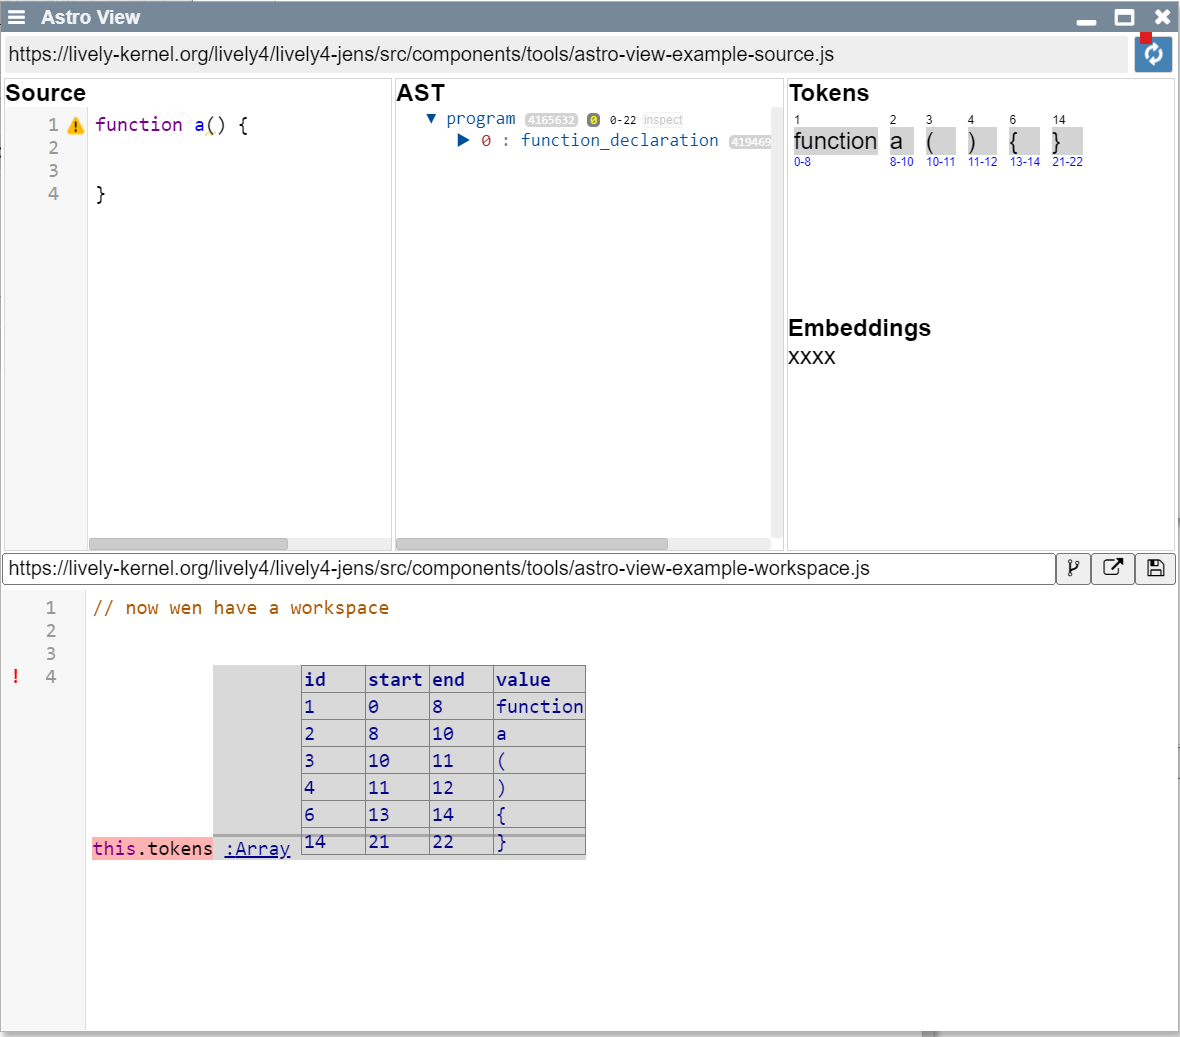 Astro View
https://lively-kernel.org/lively4/lively4-jens/src/components/tools/astro-view-example-source.js
Source
1 function a() {
2
3
4 }
AST
▼ program 4165632 0 0-22 inspect
▶ 0 : function_declaration 419469
Tokens
1 2 3 4 6 14
function a ( ) { }
0-8 8-10 10-11 11-12 13-14 21-22
Embeddings
xxxx
https://lively-kernel.org/lively4/lively4-jens/src/components/tools/astro-view-example-workspace.js
1 // now wen have a workspace
2
3
! 4
id start end value
1 0 8 function
2 8 10 a
3 10 11 (
4 11 12 )
6 13 14 {
14 21 22 }
this.tokens :Array